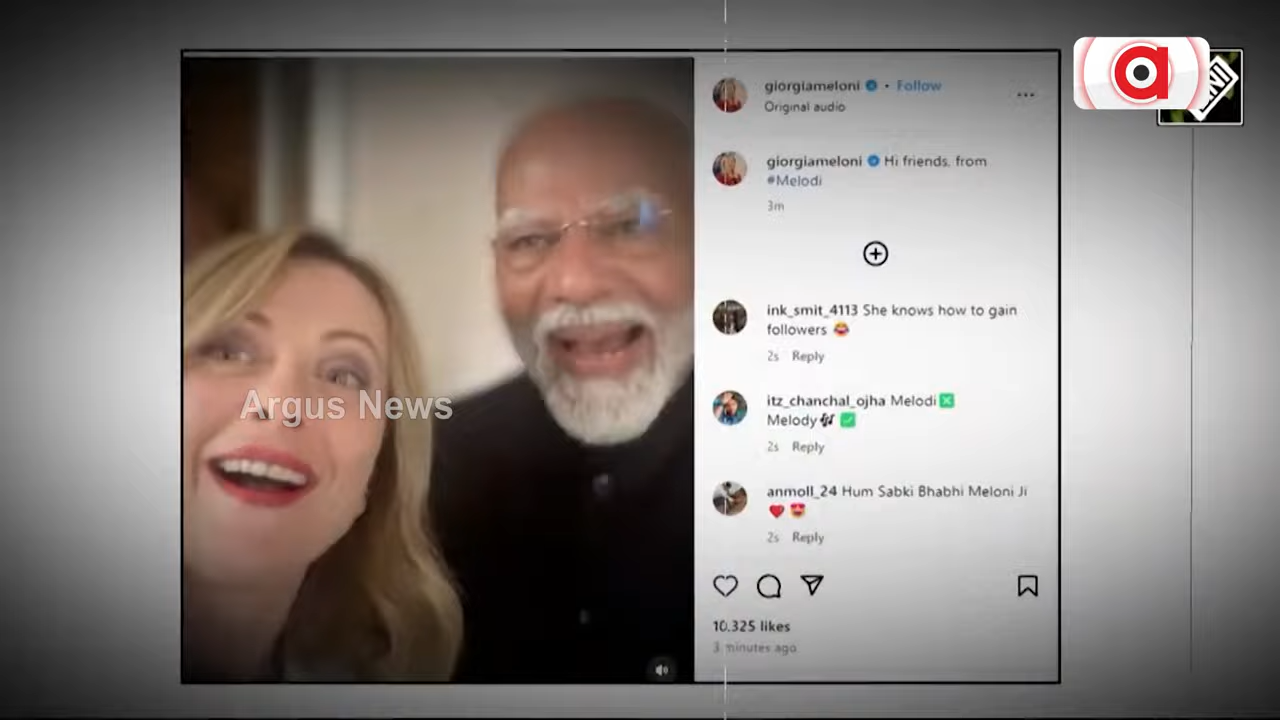 giorgiameloni • Follow
Original audio
giorgiameloni Hi friends, from
#Melodi
3m
ink_smit_4113 She knows how to gain
followers 😂
2s Reply
itz_chanchal_ojha Melodi❎
Melody🎶 ✅
2s Reply
anmoll_24 Hum Sabki Bhabhi Meloni Ji
❤️ 😍
2s Reply
10,325 likes
3 minutes ago
Argus News
a
ANI